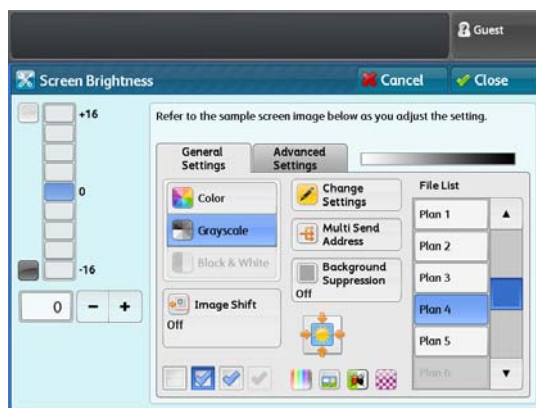 Guest
Screen Brightness
Cancel
Close
+16
0
-16
0
- +
Refer to the sample screen image below as you adjust the setting.
General
Settings
Advanced
Settings
Color
Grayscale
Black & White
Image Shift
Off
Change
Settings
Multi Send
Address
Background
Suppression
Off
File List
Plan 1
Plan 2
Plan 3
Plan 4
Plan 5
Plan 6